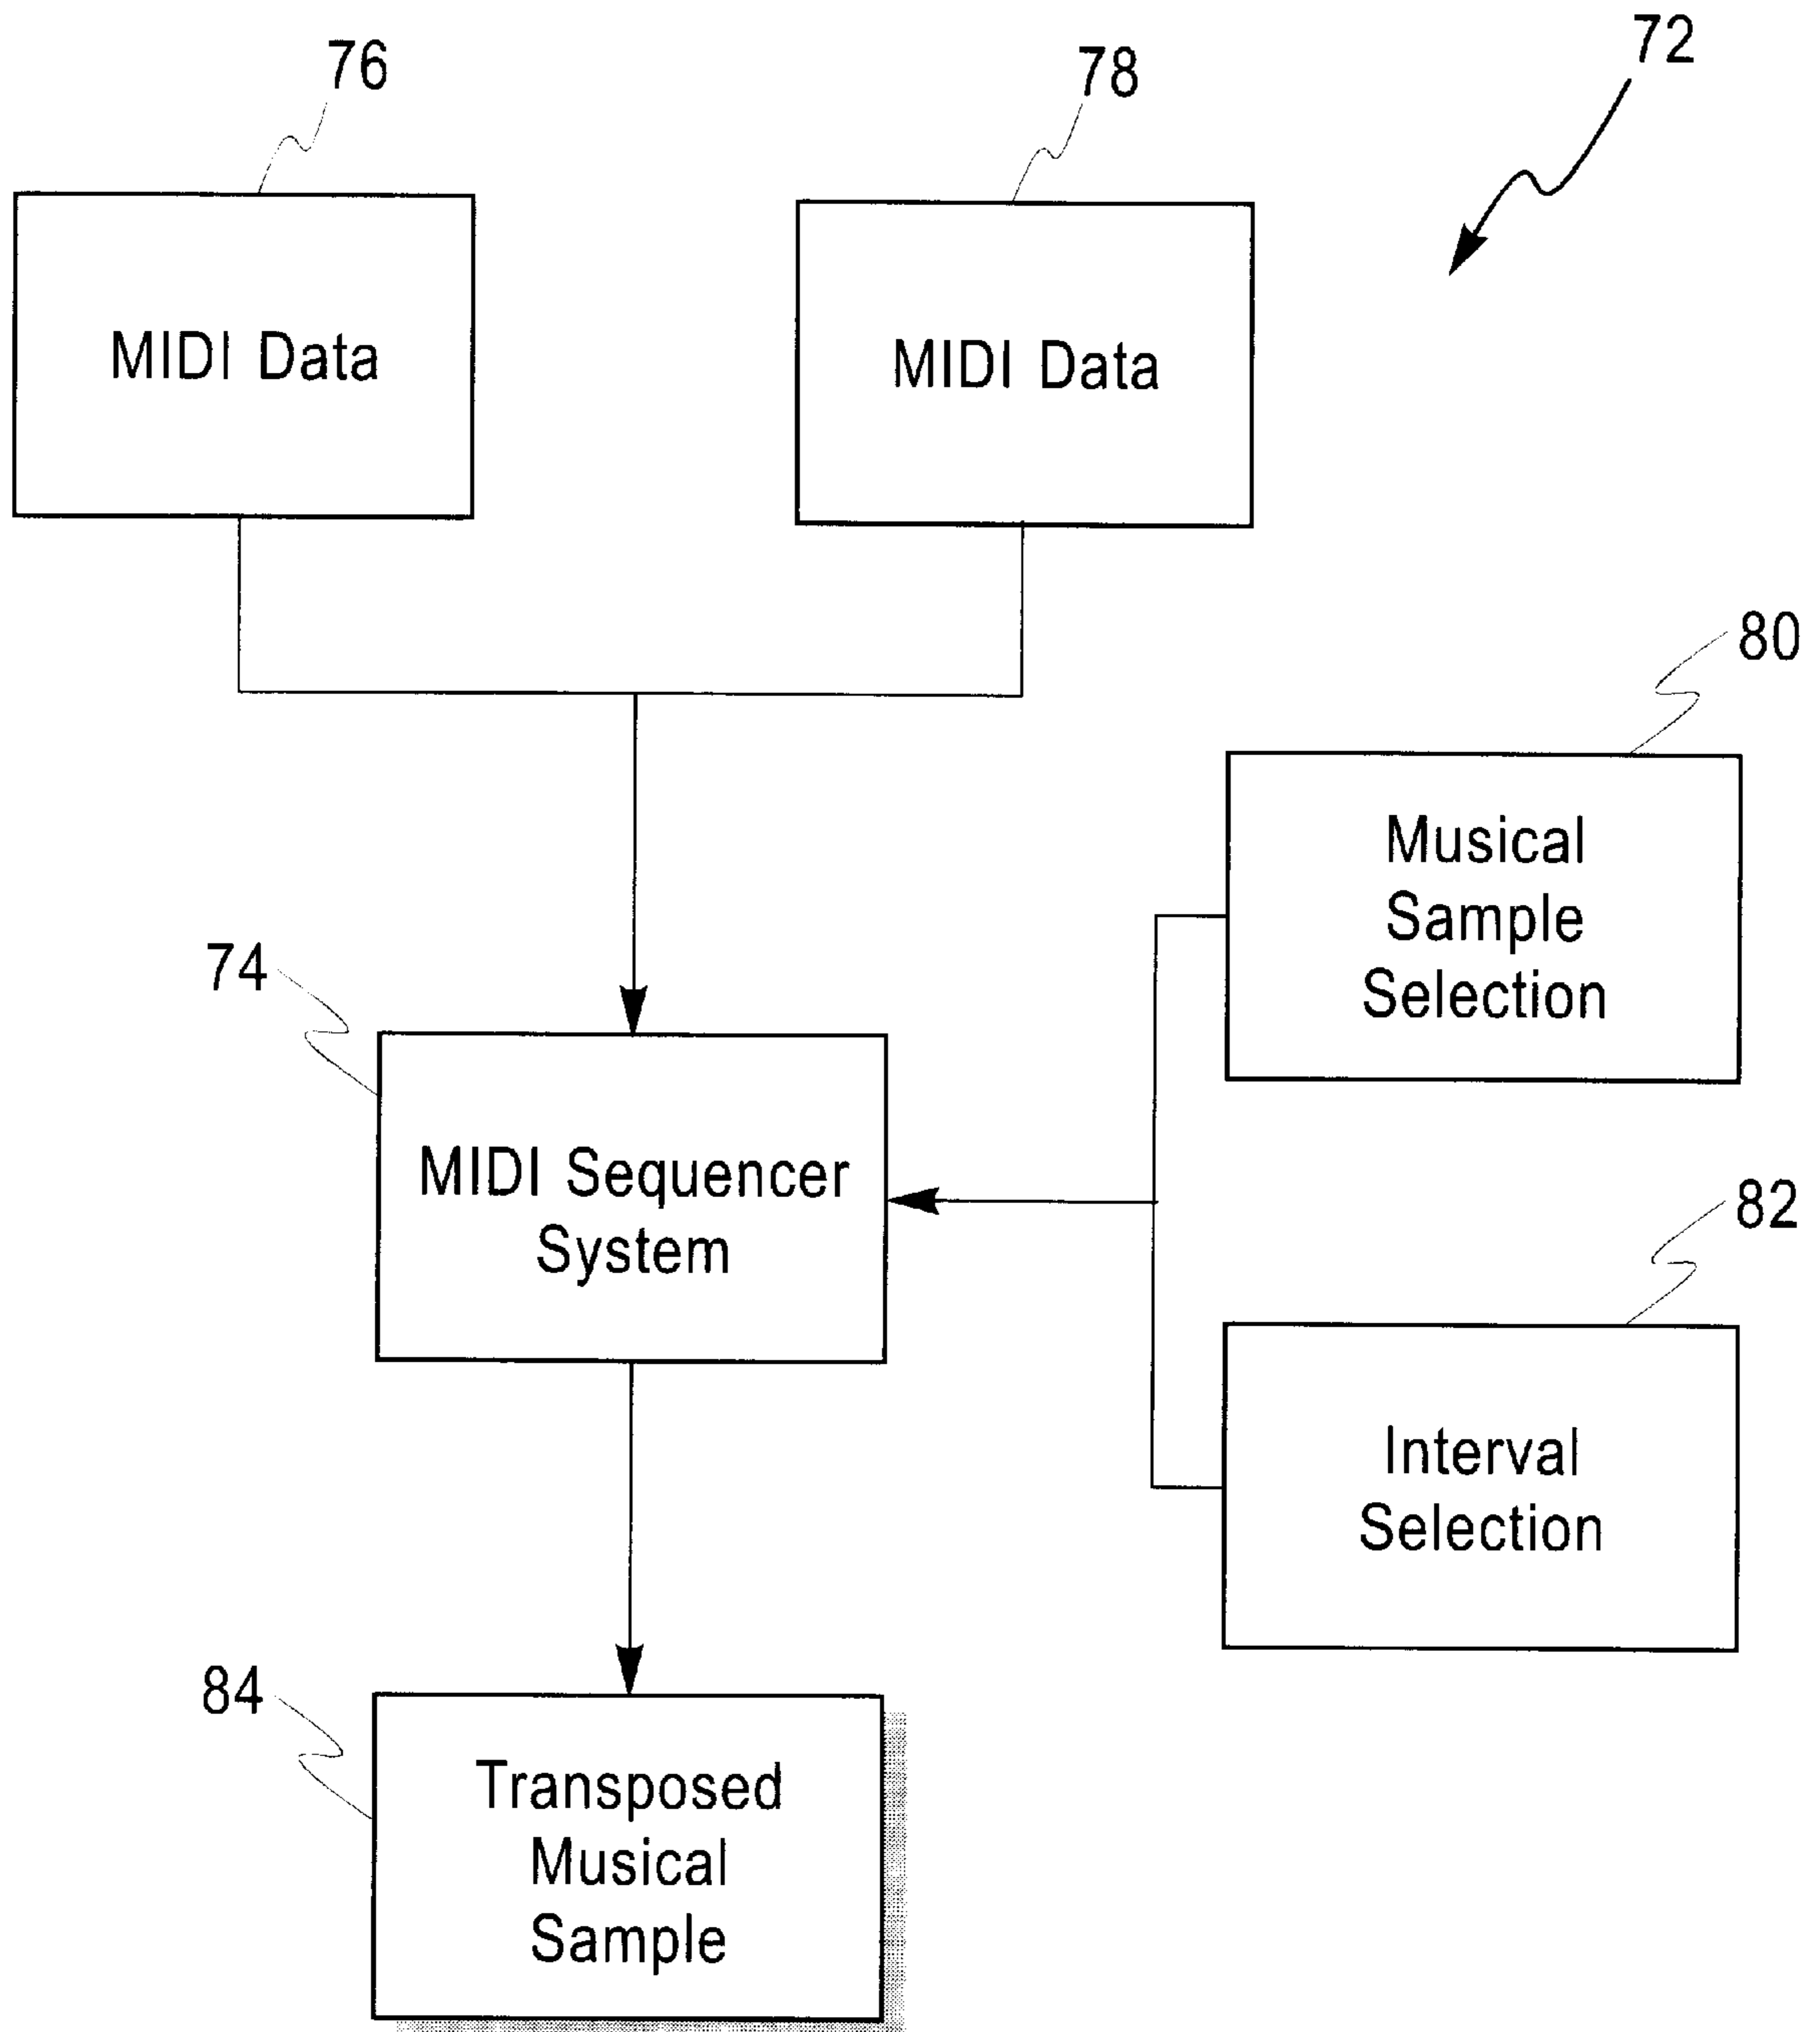 72
76
78
MIDI Data
MIDI Data
80
Musical
Sample
Selection
74
MIDI Sequencer
System
82
Interval
Selection
84
Transposed
Musical
Sample